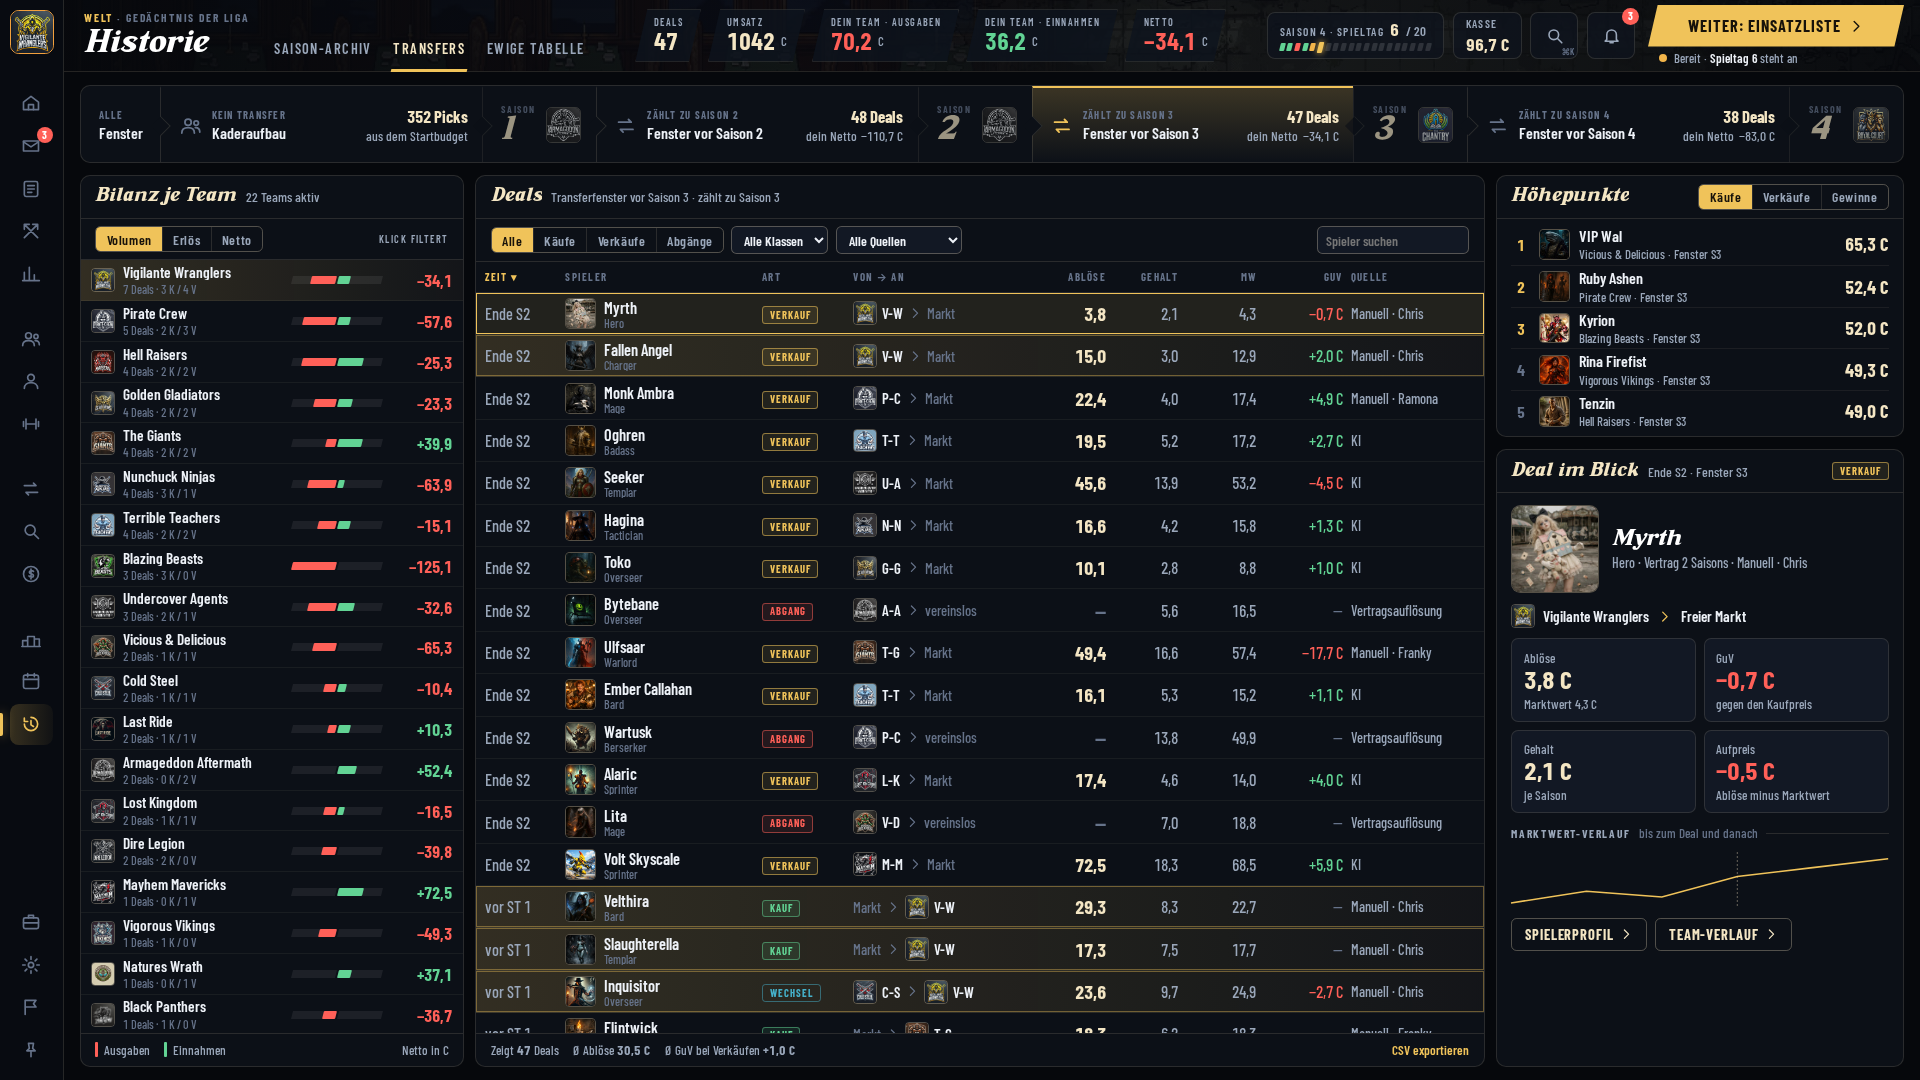 WELT · GEDÄCHTNIS DER LIGA
Historie
SAISON-ARCHIV TRANSFERS EWIGE TABELLE
DEALS 47
UMSATZ 1042 C
DEIN TEAM · AUSGABEN 70,2 C
DEIN TEAM · EINNAHMEN 36,2 C
NETTO −34,1 C
SAISON 4 · SPIELTAG 6 / 20
KASSE 96,7 C
⌘K
3
WEITER: EINSATZLISTE
Bereit · Spieltag 6 steht an
3
ALLE Fenster
KEIN TRANSFER Kaderaufbau 352 Picks aus dem Startbudget
SAISON 1
ZÄHLT ZU SAISON 2 Fenster vor Saison 2 48 Deals dein Netto −110,7 C
SAISON 2
ZÄHLT ZU SAISON 3 Fenster vor Saison 3 47 Deals dein Netto −34,1 C
SAISON 3
ZÄHLT ZU SAISON 4 Fenster vor Saison 4 38 Deals dein Netto −83,0 C
SAISON 4
Bilanz je Team 22 Teams aktiv
Volumen Erlös Netto KLICK FILTERT
Vigilante Wranglers −34,1
7 Deals · 3 K / 4 V
Pirate Crew −57,6
5 Deals · 2 K / 3 V
Hell Raisers −25,3
4 Deals · 2 K / 2 V
Golden Gladiators −23,3
4 Deals · 2 K / 2 V
The Giants +39,9
4 Deals · 2 K / 2 V
Nunchuck Ninjas −63,9
4 Deals · 3 K / 1 V
Terrible Teachers −15,1
4 Deals · 2 K / 2 V
Blazing Beasts −125,1
3 Deals · 3 K / 0 V
Undercover Agents −32,6
3 Deals · 2 K / 1 V
Vicious & Delicious −65,3
2 Deals · 1 K / 1 V
Cold Steel −10,4
2 Deals · 1 K / 1 V
Last Ride +10,3
2 Deals · 1 K / 1 V
Armageddon Aftermath +52,4
2 Deals · 0 K / 2 V
Lost Kingdom −16,5
2 Deals · 1 K / 1 V
Dire Legion −39,8
2 Deals · 2 K / 0 V
Mayhem Mavericks +72,5
1 Deals · 0 K / 1 V
Vigorous Vikings −49,3
1 Deals · 1 K / 0 V
Natures Wrath +37,1
1 Deals · 0 K / 1 V
Black Panthers −36,7
1 Deals · 1 K / 0 V
Ausgaben Einnahmen Netto in C
Deals Transferfenster vor Saison 3 · zählt zu Saison 3
Alle Käufe Verkäufe Abgänge Alle Klassen Alle Quellen Spieler suchen
ZEIT ▾ SPIELER ART VON → AN ABLÖSE GEHALT MW GUV QUELLE
Ende S2 Myrth Hero VERKAUF V-W Markt 3,8 2,1 4,3 −0,7 C Manuell · Chris
Ende S2 Fallen Angel Charger VERKAUF V-W Markt 15,0 3,0 12,9 +2,0 C Manuell · Chris
Ende S2 Monk Ambra Mage VERKAUF P-C Markt 22,4 4,0 17,4 +4,9 C Manuell · Ramona
Ende S2 Oghren Badass VERKAUF T-T Markt 19,5 5,2 17,2 +2,7 C KI
Ende S2 Seeker Templar VERKAUF U-A Markt 45,6 13,9 53,2 −4,5 C KI
Ende S2 Hagina Tactician VERKAUF N-N Markt 16,6 4,2 15,8 +1,3 C KI
Ende S2 Toko Overseer VERKAUF G-G Markt 10,1 2,8 8,8 +1,0 C KI
Ende S2 Bytebane Overseer ABGANG A-A vereinslos — 5,6 16,5 — Vertragsauflösung
Ende S2 Ulfsaar Warlord VERKAUF T-G Markt 49,4 16,6 57,4 −17,7 C Manuell · Franky
Ende S2 Ember Callahan Bard VERKAUF T-T Markt 16,1 5,3 15,2 +1,1 C KI
Ende S2 Wartusk Berserker ABGANG P-C vereinslos — 13,8 49,9 — Vertragsauflösung
Ende S2 Alaric Sprinter VERKAUF L-K Markt 17,4 4,6 14,0 +4,0 C KI
Ende S2 Lita Mage ABGANG V-D vereinslos — 7,0 18,8 — Vertragsauflösung
Ende S2 Volt Skyscale Sprinter VERKAUF M-M Markt 72,5 18,3 68,5 +5,9 C KI
vor ST 1 Velthira Bard KAUF Markt V-W 29,3 8,3 22,7 — Manuell · Chris
vor ST 1 Slaughterella Templar KAUF Markt V-W 17,3 7,5 17,7 — Manuell · Chris
vor ST 1 Inquisitor Overseer WECHSEL C-S V-W 23,6 9,7 24,9 −2,7 C Manuell · Chris
vor ST 1 Flintwick KAUF Markt T-G 18,3 6,2 18,3 — Manuell · Franky
Zeigt 47 Deals Ø Ablöse 30,5 C Ø GuV bei Verkäufen +1,0 C CSV exportieren
Höhepunkte Käufe Verkäufe Gewinne
1 VIP Wal 65,3 C
Vicious & Delicious · Fenster S3
2 Ruby Ashen 52,4 C
Pirate Crew · Fenster S3
3 Kyrion 52,0 C
Blazing Beasts · Fenster S3
4 Rina Firefist 49,3 C
Vigorous Vikings · Fenster S3
5 Tenzin 49,0 C
Hell Raisers · Fenster S3
Deal im Blick Ende S2 · Fenster S3 VERKAUF
Myrth
Hero · Vertrag 2 Saisons · Manuell · Chris
Vigilante Wranglers Freier Markt
Ablöse 3,8 C Marktwert 4,3 C
GuV −0,7 C gegen den Kaufpreis
Gehalt 2,1 C je Saison
Aufpreis −0,5 C Ablöse minus Marktwert
MARKTWERT-VERLAUF bis zum Deal und danach
SPIELERPROFIL TEAM-VERLAUF